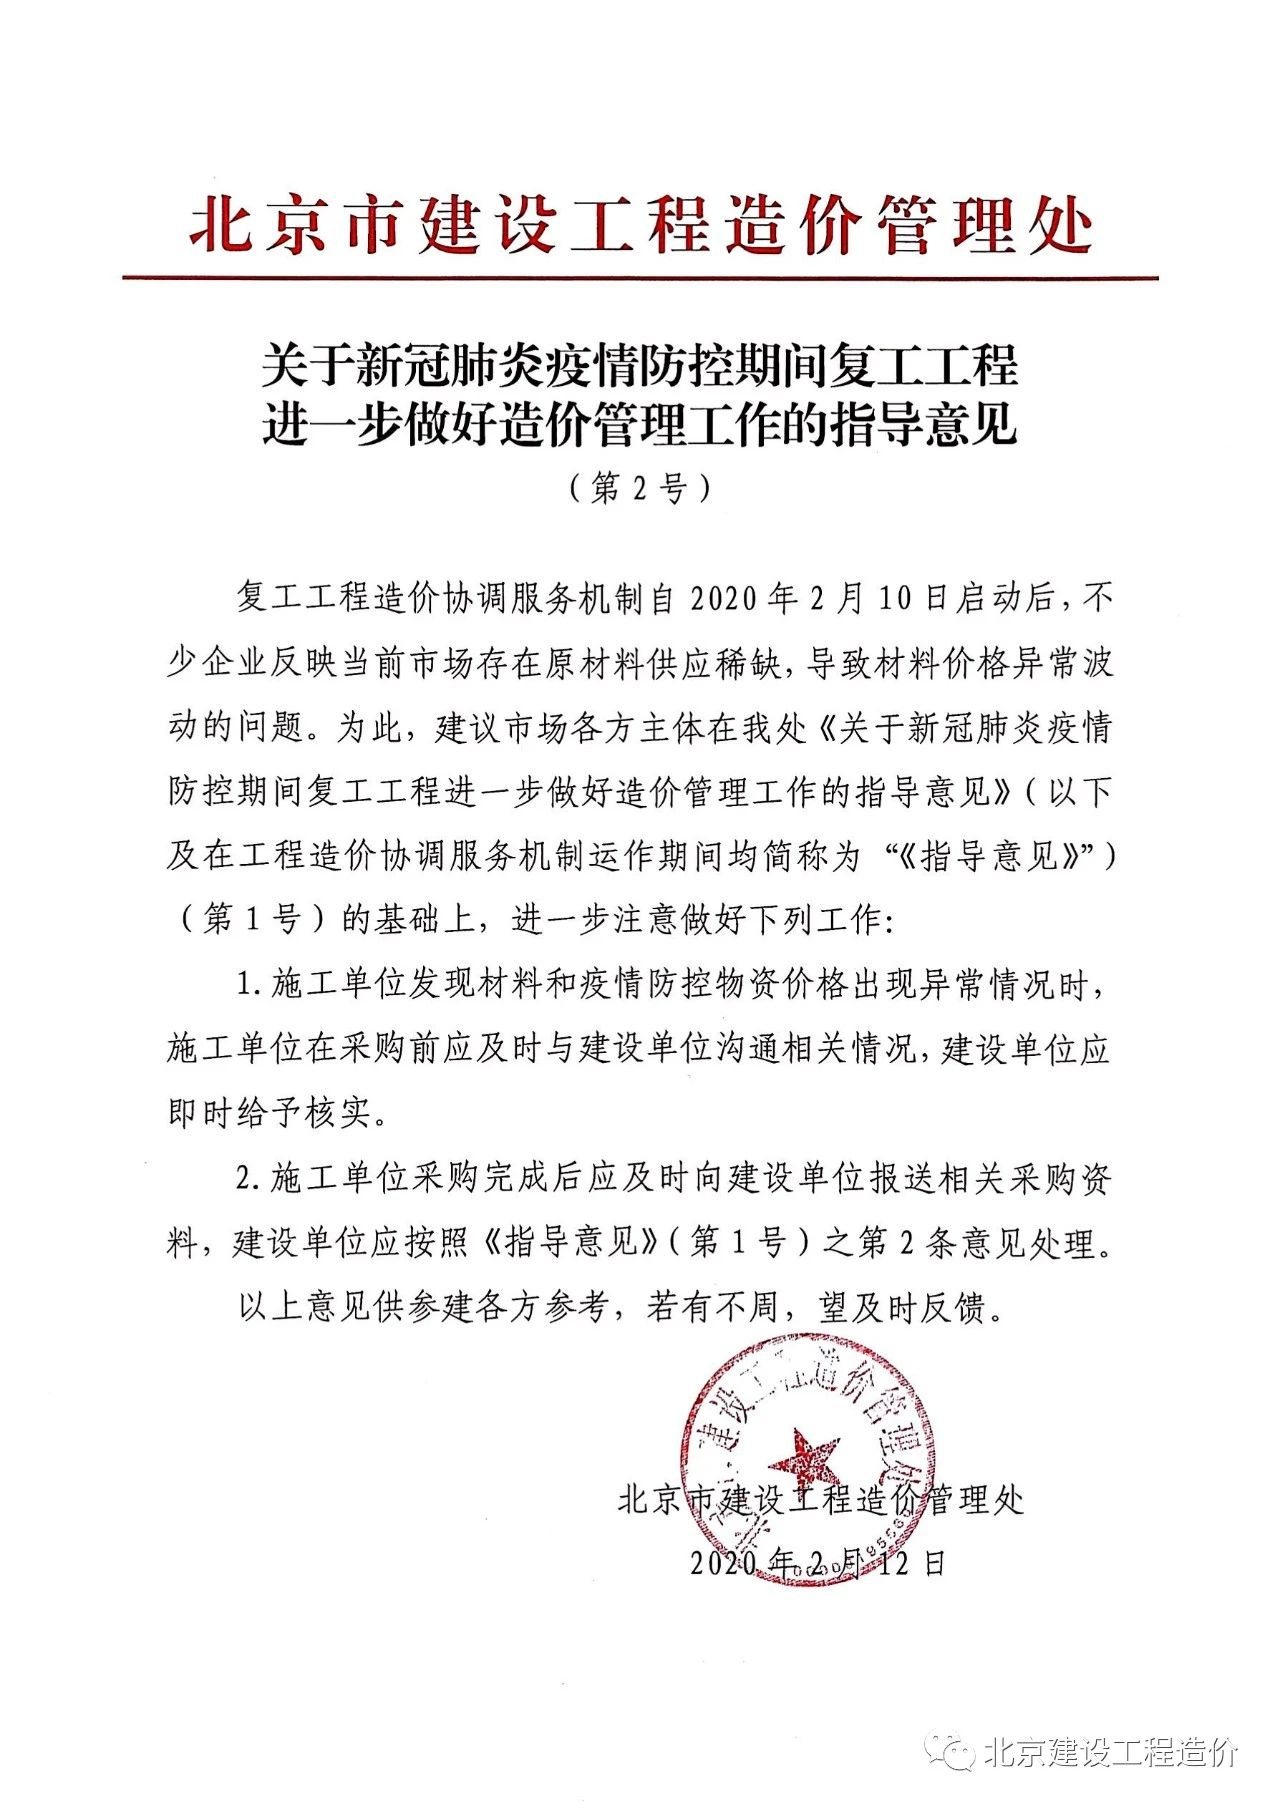 北京市建设工程造价管理处
关于新冠肺炎疫情防控期间复工工程
进一步做好造价管理工作的指导意见
（第2号）
复工工程造价协调服务机制自2020年2月10日启动后，不
少企业反映当前市场存在原材料供应稀缺，导致材料价格异常波
动的问题。为此，建议市场各方主体在我处《关于新冠肺炎疫情
防控期间复工工程进一步做好造价管理工作的指导意见》（以下
及在工程造价协调服务机制运作期间均简称为“《指导意见》”）
（第1号）的基础上，进一步注意做好下列工作：
1.施工单位发现材料和疫情防控物资价格出现异常情况时，
施工单位在采购前应及时与建设单位沟通相关情况，建设单位应
即时给予核实。
2.施工单位采购完成后应及时向建设单位报送相关采购资
料，建设单位应按照《指导意见》（第1号）之第2条意见处理。
以上意见供参建各方参考，若有不周，望及时反馈。
建设工程造价管理处
北京市建设工程造价管理处
2020年2月12日
北京建设工程造价